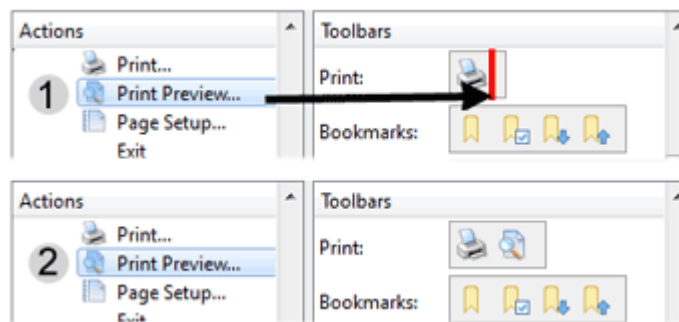 Actions
Print...
1 Print Preview...
Page Setup...
Exit
Toolbars
Print:
Bookmarks:
Actions
Print...
2 Print Preview...
Page Setup...
Exit
Toolbars
Print:
Bookmarks: